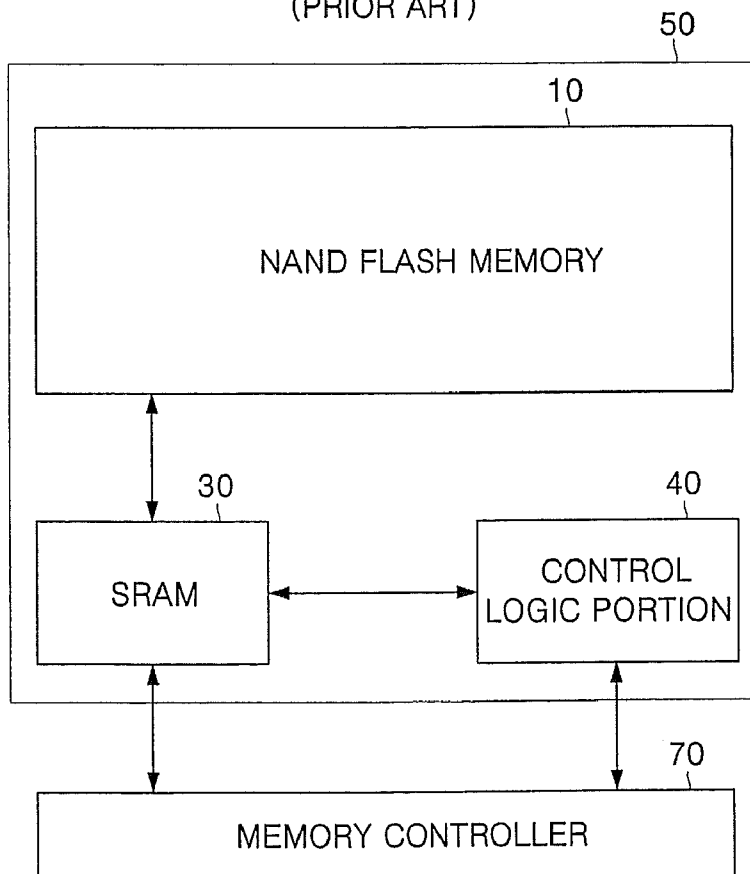 (PRIOR ART)
50
10
NAND FLASH MEMORY
30
40
SRAM
CONTROL
LOGIC PORTION
70
MEMORY CONTROLLER